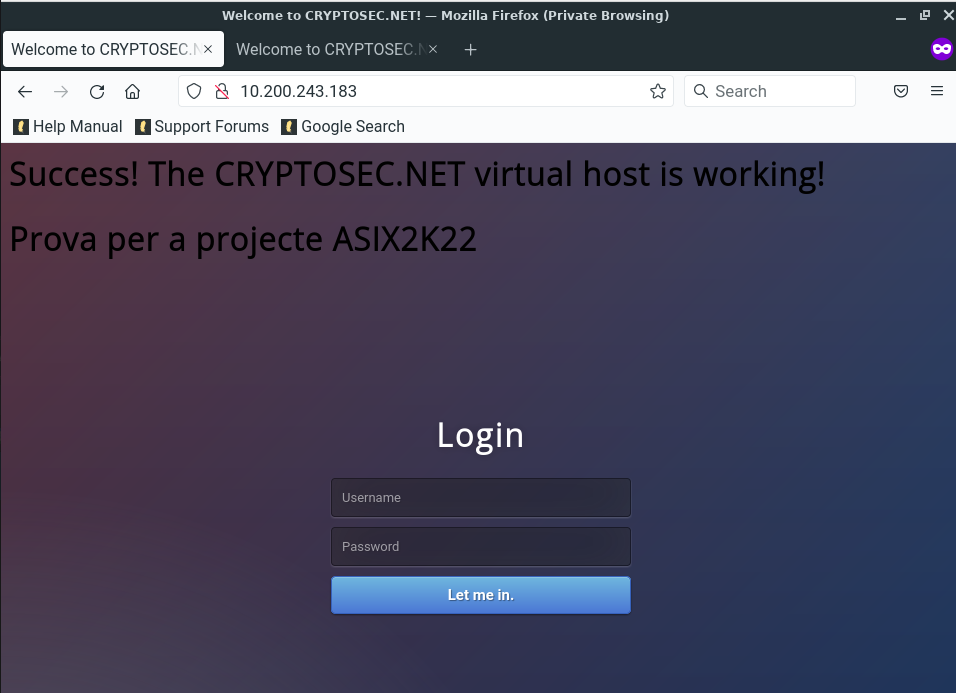 Welcome to CRYPTOSEC.NET! — Mozilla Firefox (Private Browsing)
Welcome to CRYPTOSEC.N Welcome to CRYPTOSEC.N
10.200.243.183 Search
Help Manual Support Forums Google Search
Success! The CRYPTOSEC.NET virtual host is working!
Prova per a projecte ASIX2K22
Login
Username
Password
Let me in.